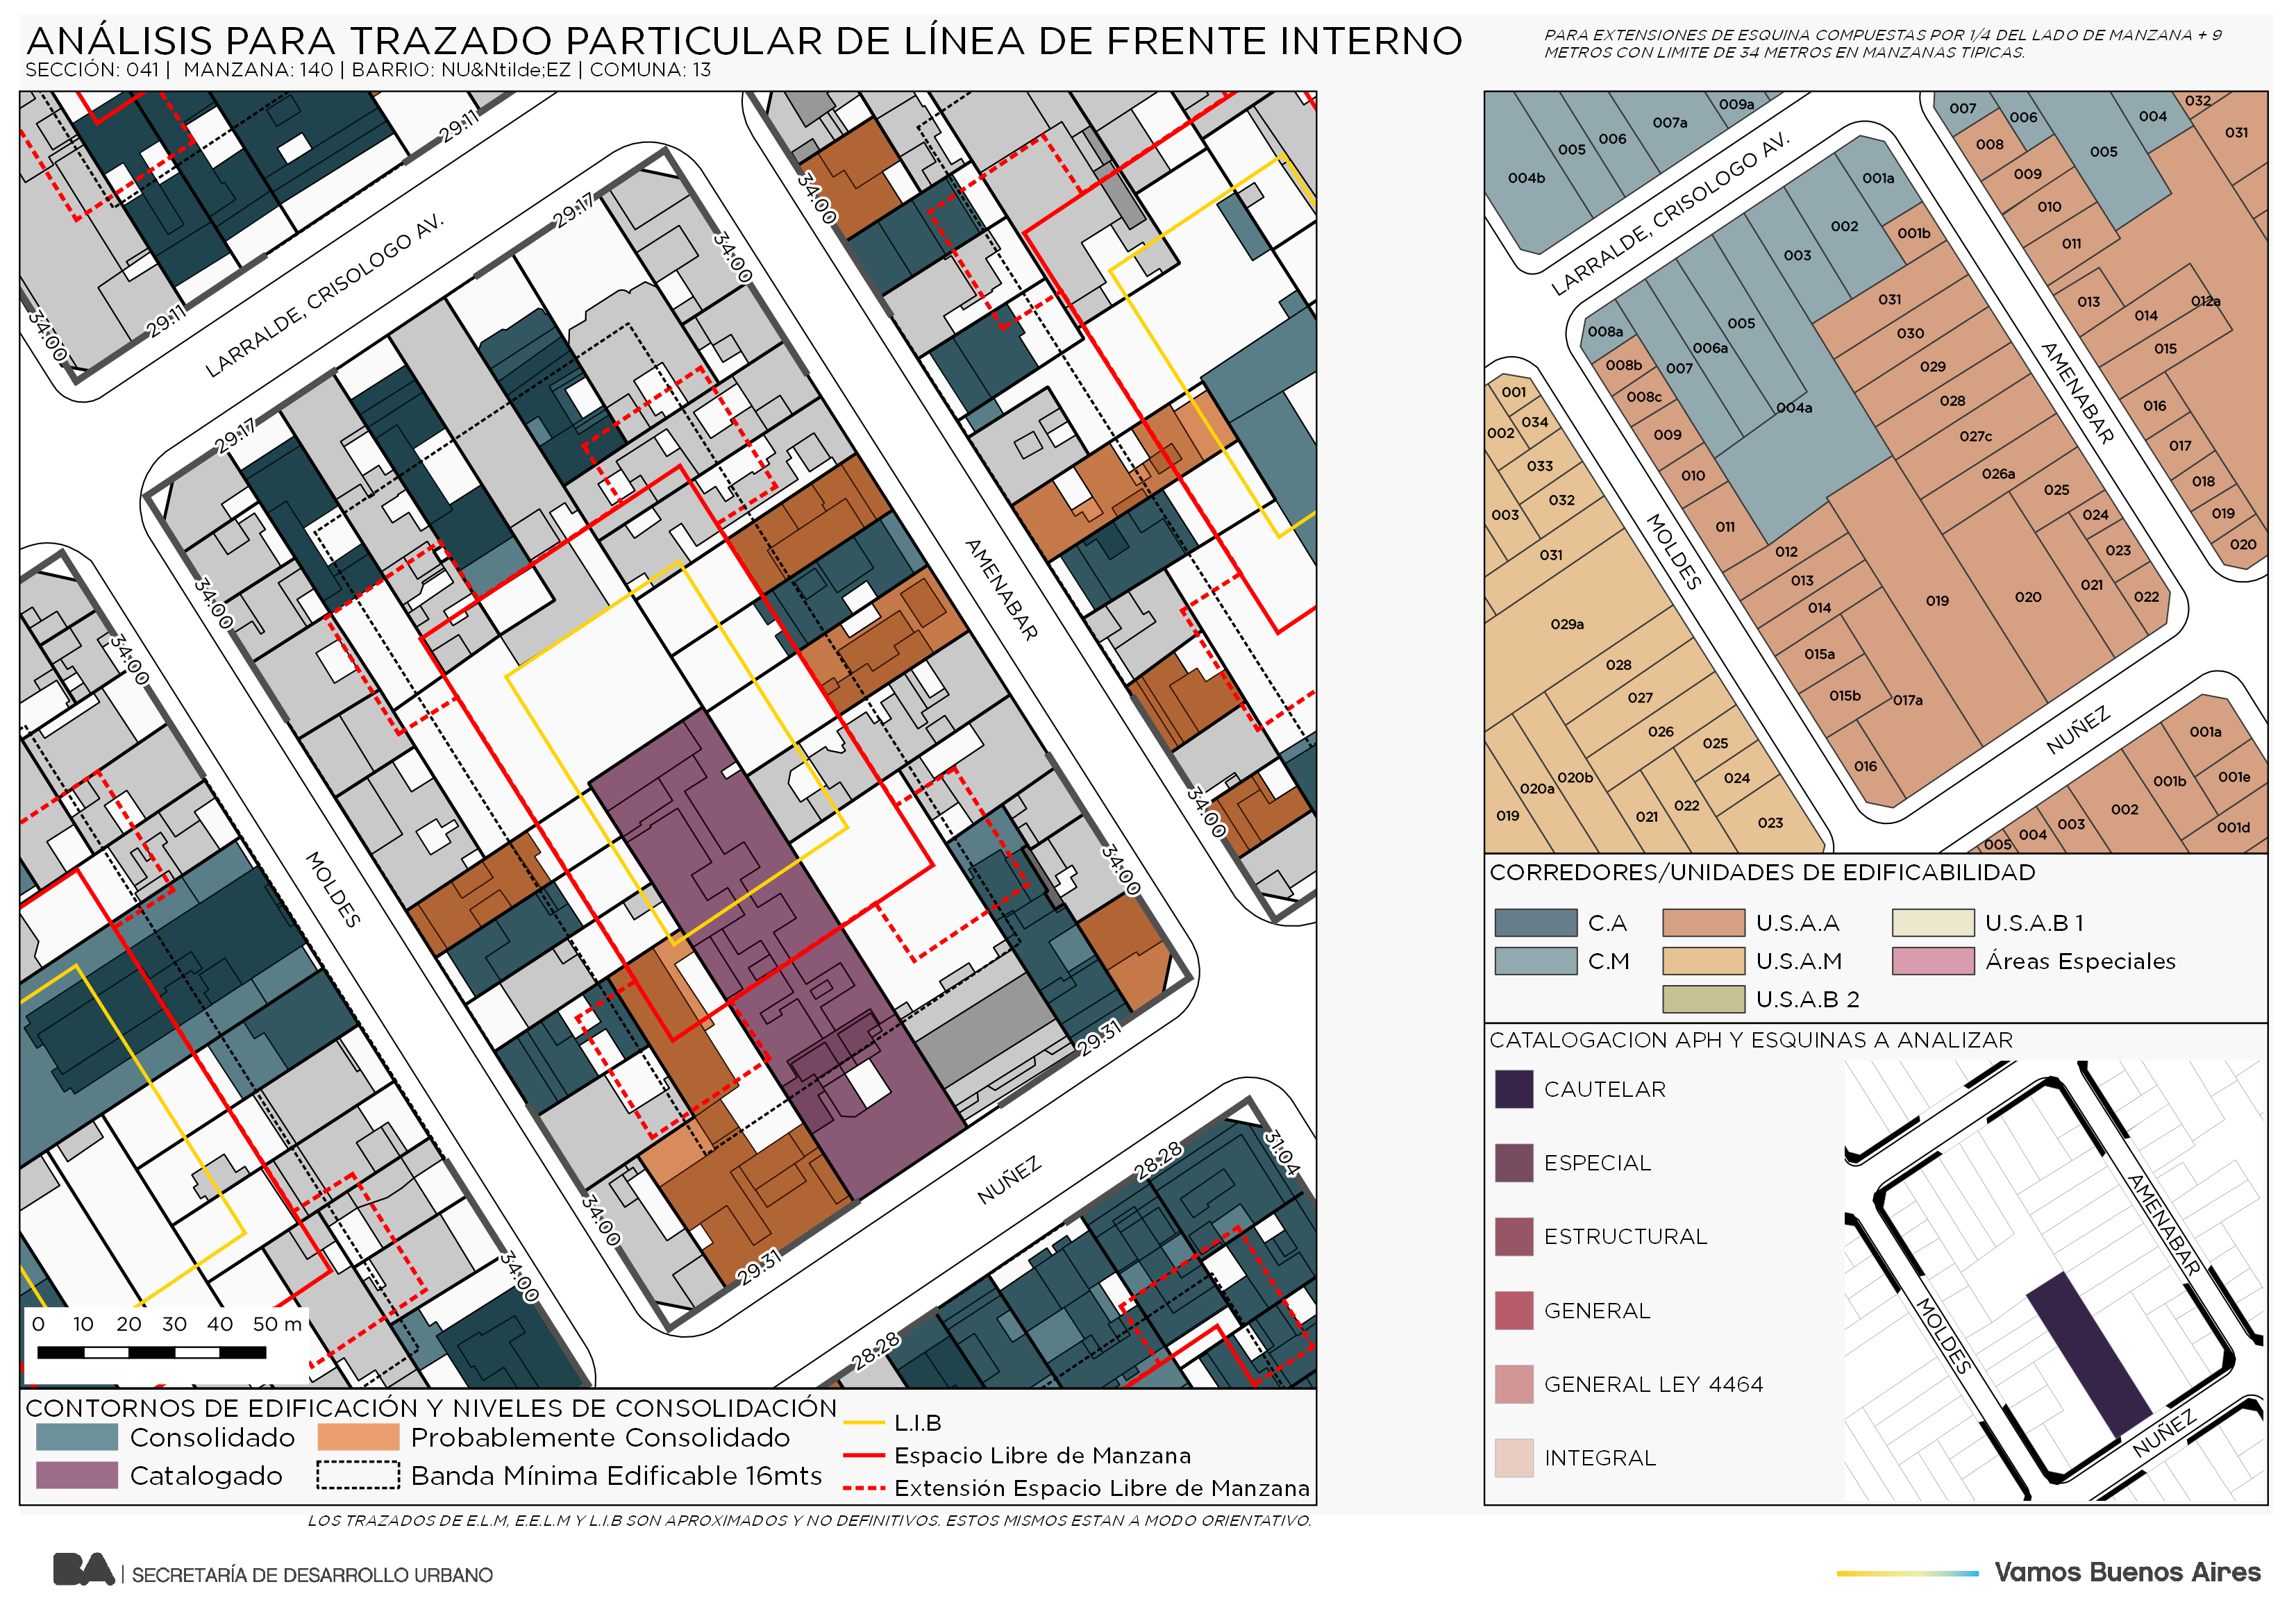 ANÁLISIS PARA TRAZADO PARTICULAR DE LÍNEA DE FRENTE INTERNO
SECCIÓN: 041 | MANZANA: 140 | BARRIO: NU&Ntilde;EZ | COMUNA: 13
PARA EXTENSIONES DE ESQUINA COMPUESTAS POR 1/4 DEL LADO DE MANZANA + 9
METROS CON LIMITE DE 34 METROS EN MANZANAS TIPICAS.
29.11
29.11
34.00
LARRALDE, CRISOLOGO AV.
29.17
29.17
34.00
34.00
34.00
34.00
AMENABAR
MOLDES
34.00
34.00
29.31
29.31
34.00
34.00
NUÑEZ
28.28
28.28
31.04
0 10 20 30 40 50 m
CONTORNOS DE EDIFICACIÓN Y NIVELES DE CONSOLIDACIÓN
Consolidado
Probablemente Consolidado
Catalogado
Banda Mínima Edificable 16mts
L.I.B
Espacio Libre de Manzana
Extensión Espacio Libre de Manzana
LOS TRAZADOS DE E.L.M, E.E.L.M Y L.I.B SON APROXIMADOS Y NO DEFINITIVOS. ESTOS MISMOS ESTAN A MODO ORIENTATIVO.
004b
005
006
007a
009a
LARRALDE, CRISOLOGO AV.
007
006
005
004
032
031
008
009
010
011
013
014
012a
015
016
017
018
019
020
001a
001b
002
003
004a
005
006a
007
008a
008b
008c
009
010
011
012
013
014
015a
015b
016
017a
019
020
021
022
023
024
025
026a
027c
028
029
030
031
AMENABAR
MOLDES
NUÑEZ
001
002
034
033
032
003
031
029a
028
027
026
025
024
023
022
021
020b
020a
019
001a
001b
001e
001d
002
003
004
005
CORREDORES/UNIDADES DE EDIFICABILIDAD
C.A
U.S.A.A
U.S.A.B 1
C.M
U.S.A.M
Áreas Especiales
U.S.A.B 2
CATALOGACION APH Y ESQUINAS A ANALIZAR
CAUTELAR
ESPECIAL
ESTRUCTURAL
GENERAL
GENERAL LEY 4464
INTEGRAL
AMENABAR
MOLDES
NUÑEZ
BA | SECRETARÍA DE DESARROLLO URBANO
Vamos Buenos Aires